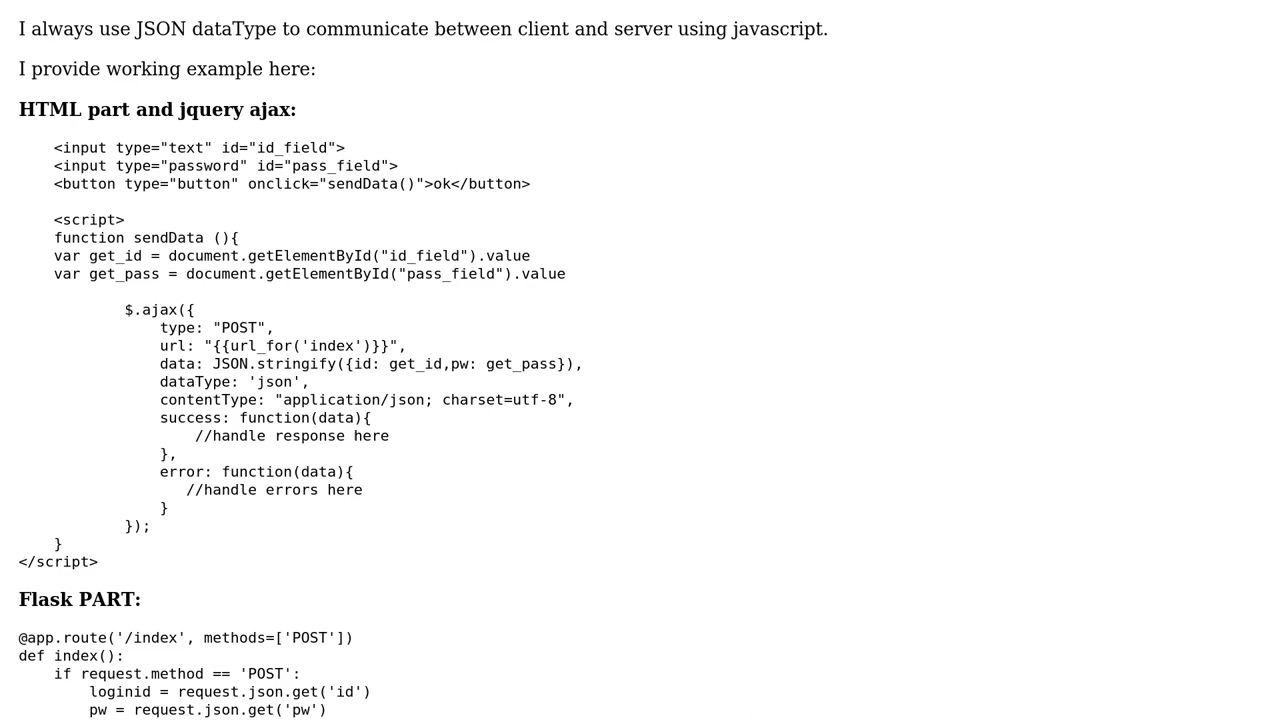 I always use JSON dataType to communicate between client and server using javascript.
I provide working example here:
HTML part and jquery ajax:
    <input type="text" id="id_field">
    <input type="password" id="pass_field">
    <button type="button" onclick="sendData()">ok</button>

    <script>
    function sendData (){
    var get_id = document.getElementById("id_field").value
    var get_pass = document.getElementById("pass_field").value

            $.ajax({
                type: "POST",
                url: "{{url_for('index')}}",
                data: JSON.stringify({id: get_id,pw: get_pass}),
                dataType: 'json',
                contentType: "application/json; charset=utf-8",
                success: function(data){
                    //handle response here
                },
                error: function(data){
                   //handle errors here
                }
            });
    }
</script>
Flask PART:
@app.route('/index', methods=['POST'])
def index():
    if request.method == 'POST':
        loginid = request.json.get('id')
        pw = request.json.get('pw')